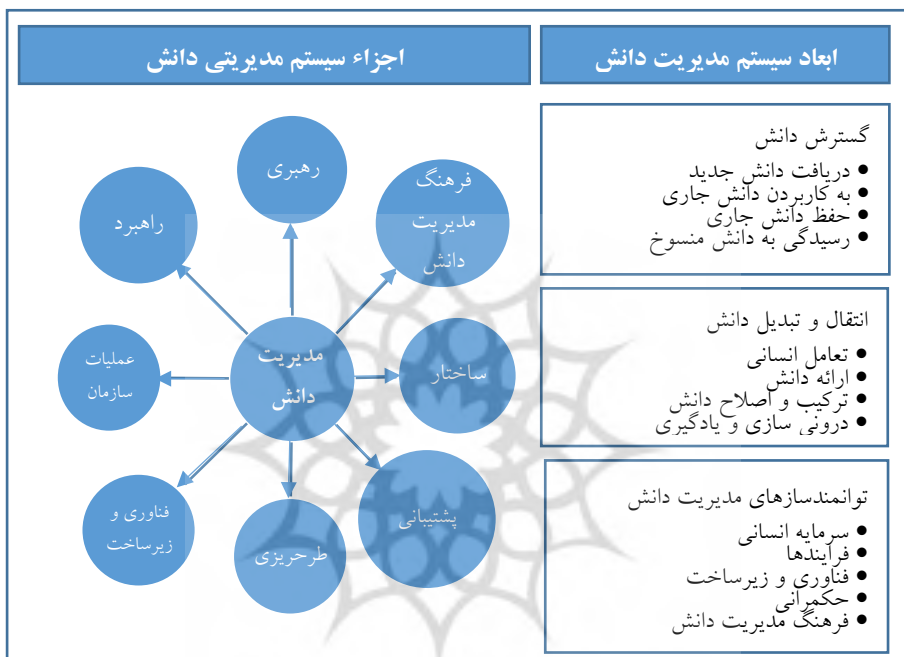 ابعاد سیستم مدیریت دانش
گسترش دانش
• دریافت دانش جدید
• به کاربردن دانش جاری
• حفظ دانش جاری
• رسیدگی به دانش منسوخ
انتقال و تبدیل دانش
• تعامل انسانی
• ارائه دانش
• ترکیب و اصلاح دانش
• درونی سازی و یادگیری
توانمندسازهای مدیریت دانش
• سرمایه انسانی
• فرایندها
• فناوری و زیرساخت
• حکمرانی
• فرهنگ مدیریت دانش
اجزاء سیستم مدیریتی دانش
رهبری
فرهنگ
مدیریت
دانش
راهبرد
ساختار
مدیریت
دانش
عملیات
سازمان
پشتیبانی
طرحریزی
فناوری و
زیرساخت